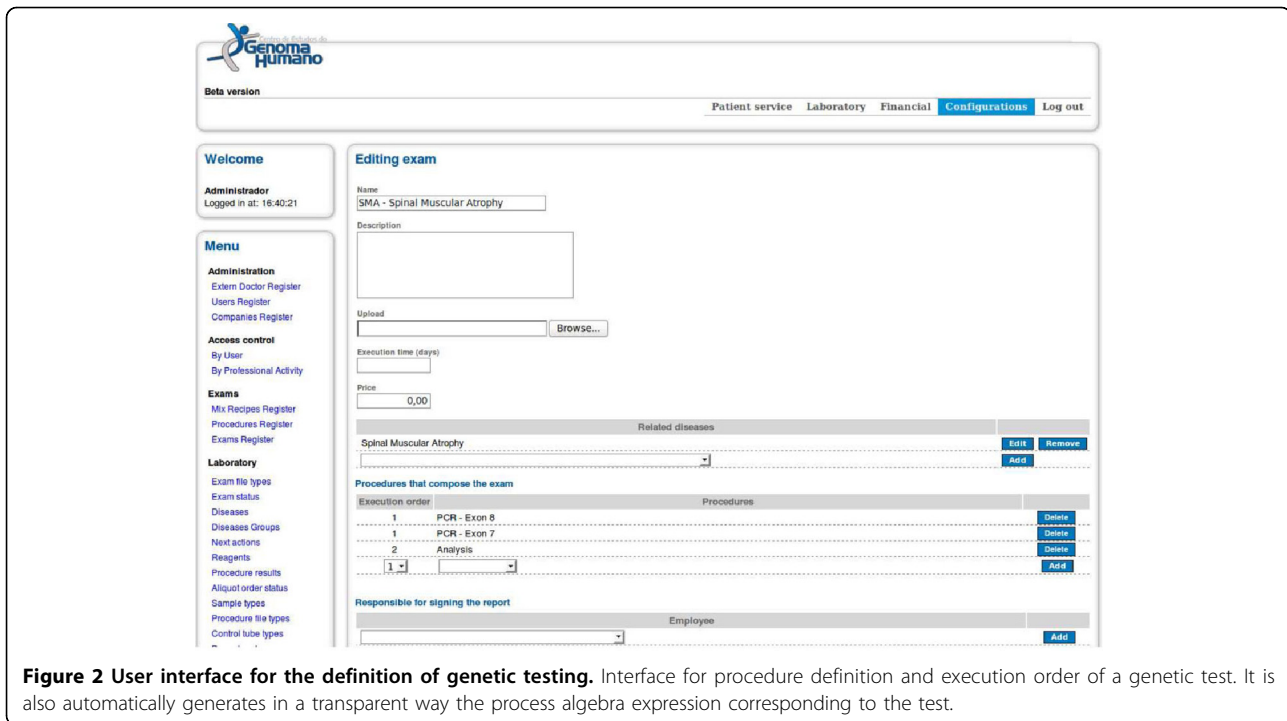 Centro de Estudos do
Genoma
Humano
Beta version
Patient service Laboratory Financial Configurations Log out
Welcome
Administrador
Logged in at: 16:40:21
Menu
Administration
Extern Doctor Register
Users Register
Companies Register
Access control
By User
By Professional Activity
Exams
Mix Recipes Register
Procedures Register
Exams Register
Laboratory
Exam file types
Exam status
Diseases
Diseases Groups
Next actions
Reagents
Procedure results
Aliquot order status
Sample types
Procedure file types
Control tube types
Editing exam
Name
SMA - Spinal Muscular Atrophy
Description
Upload
Browse...
Execution time (days)
Price
0,00
Related diseases
Spinal Muscular Atrophy Edit Remove
Add
Procedures that compose the exam
Execution order Procedures
1 PCR - Exon 8 Delete
1 PCR - Exon 7 Delete
2 Analysis Delete
1 Add
Responsible for signing the report
Employee
Add
Figure 2 User interface for the definition of genetic testing. Interface for procedure definition and execution order of a genetic test. It is
also automatically generates in a transparent way the process algebra expression corresponding to the test.